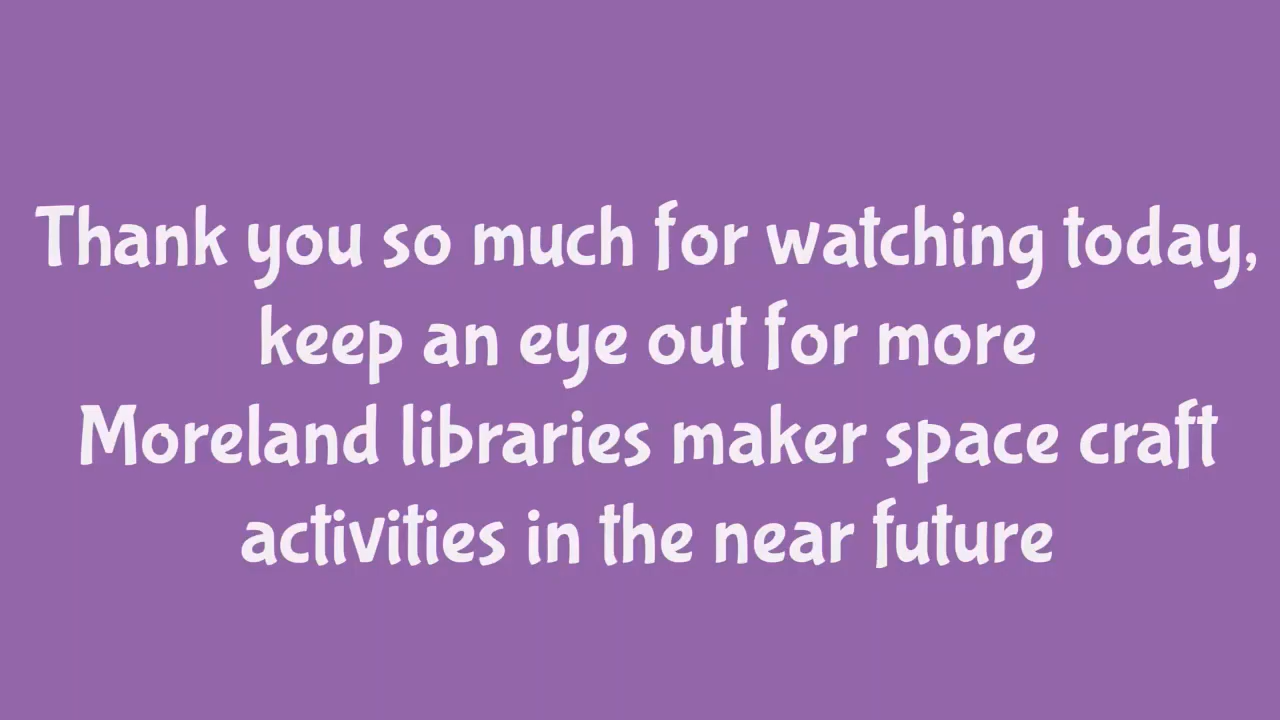 Thank you so much for watching today,
keep an eye out for more
Moreland libraries maker space craft
activities in the near future